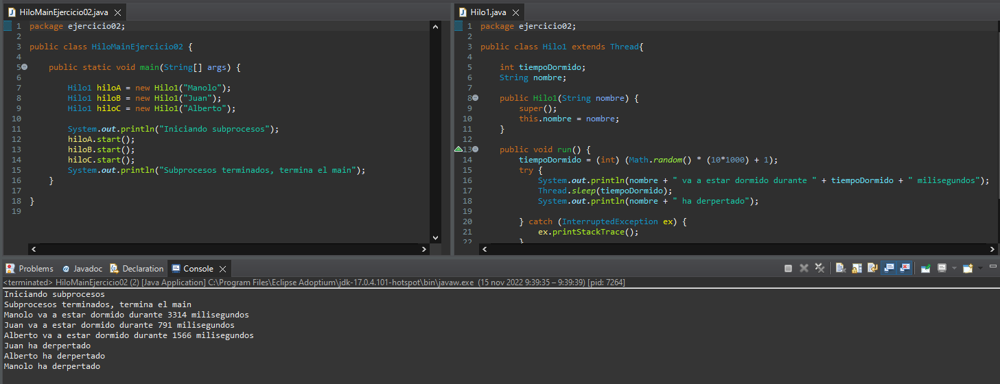 HiloMainEjercicio02.java
1 package ejercicio02;
2
3 public class HiloMainEjercicio02 {
4
5 public static void main(String[] args) {
6
7 Hilo1 hiloA = new Hilo1("Manolo");
8 Hilo1 hiloB = new Hilo1("Juan");
9 Hilo1 hiloC = new Hilo1("Alberto");
10
11 System.out.println("Iniciando subprocesos");
12 hiloA.start();
13 hiloB.start();
14 hiloC.start();
15 System.out.println("Subprocesos terminados, termina el main");
16 }
17
18 }
19
Hilo1.java
1 package ejercicio02;
2
3 public class Hilo1 extends Thread{
4
5 int tiempoDormido;
6 String nombre;
7
8 public Hilo1(String nombre) {
9 super();
10 this.nombre = nombre;
11 }
12
13 public void run() {
14 tiempoDormido = (int) (Math.random() * (10*1000) + 1);
15 try {
16 System.out.println(nombre + " va a estar dormido durante " + tiempoDormido + " milisegundos");
17 Thread.sleep(tiempoDormido);
18 System.out.println(nombre + " ha derpertado");
19
20 } catch (InterruptedException ex) {
21 ex.printStackTrace();
22 }
Problems @ Javadoc Declaration Console
<terminated> HiloMainEjercicio02 (2) [Java Application] C:\Program Files\Eclipse Adoptium\jdk-17.0.4.101-hotspot\bin\javaw.exe (15 nov 2022 9:39:35 – 9:39:39) [pid: 7264]
Iniciando subprocesos
Subprocesos terminados, termina el main
Manolo va a estar dormido durante 3314 milisegundos
Juan va a estar dormido durante 791 milisegundos
Alberto va a estar dormido durante 1566 milisegundos
Juan ha derpertado
Alberto ha derpertado
Manolo ha derpertado